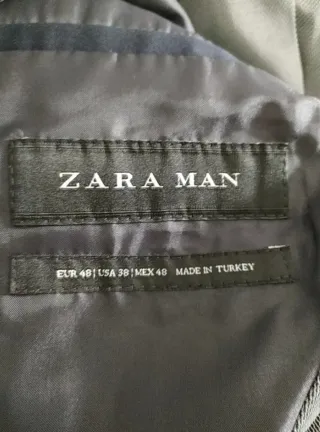 ZARA MAN
EUR 48 | USA 38 | MEX 48 MADE IN TURKEY